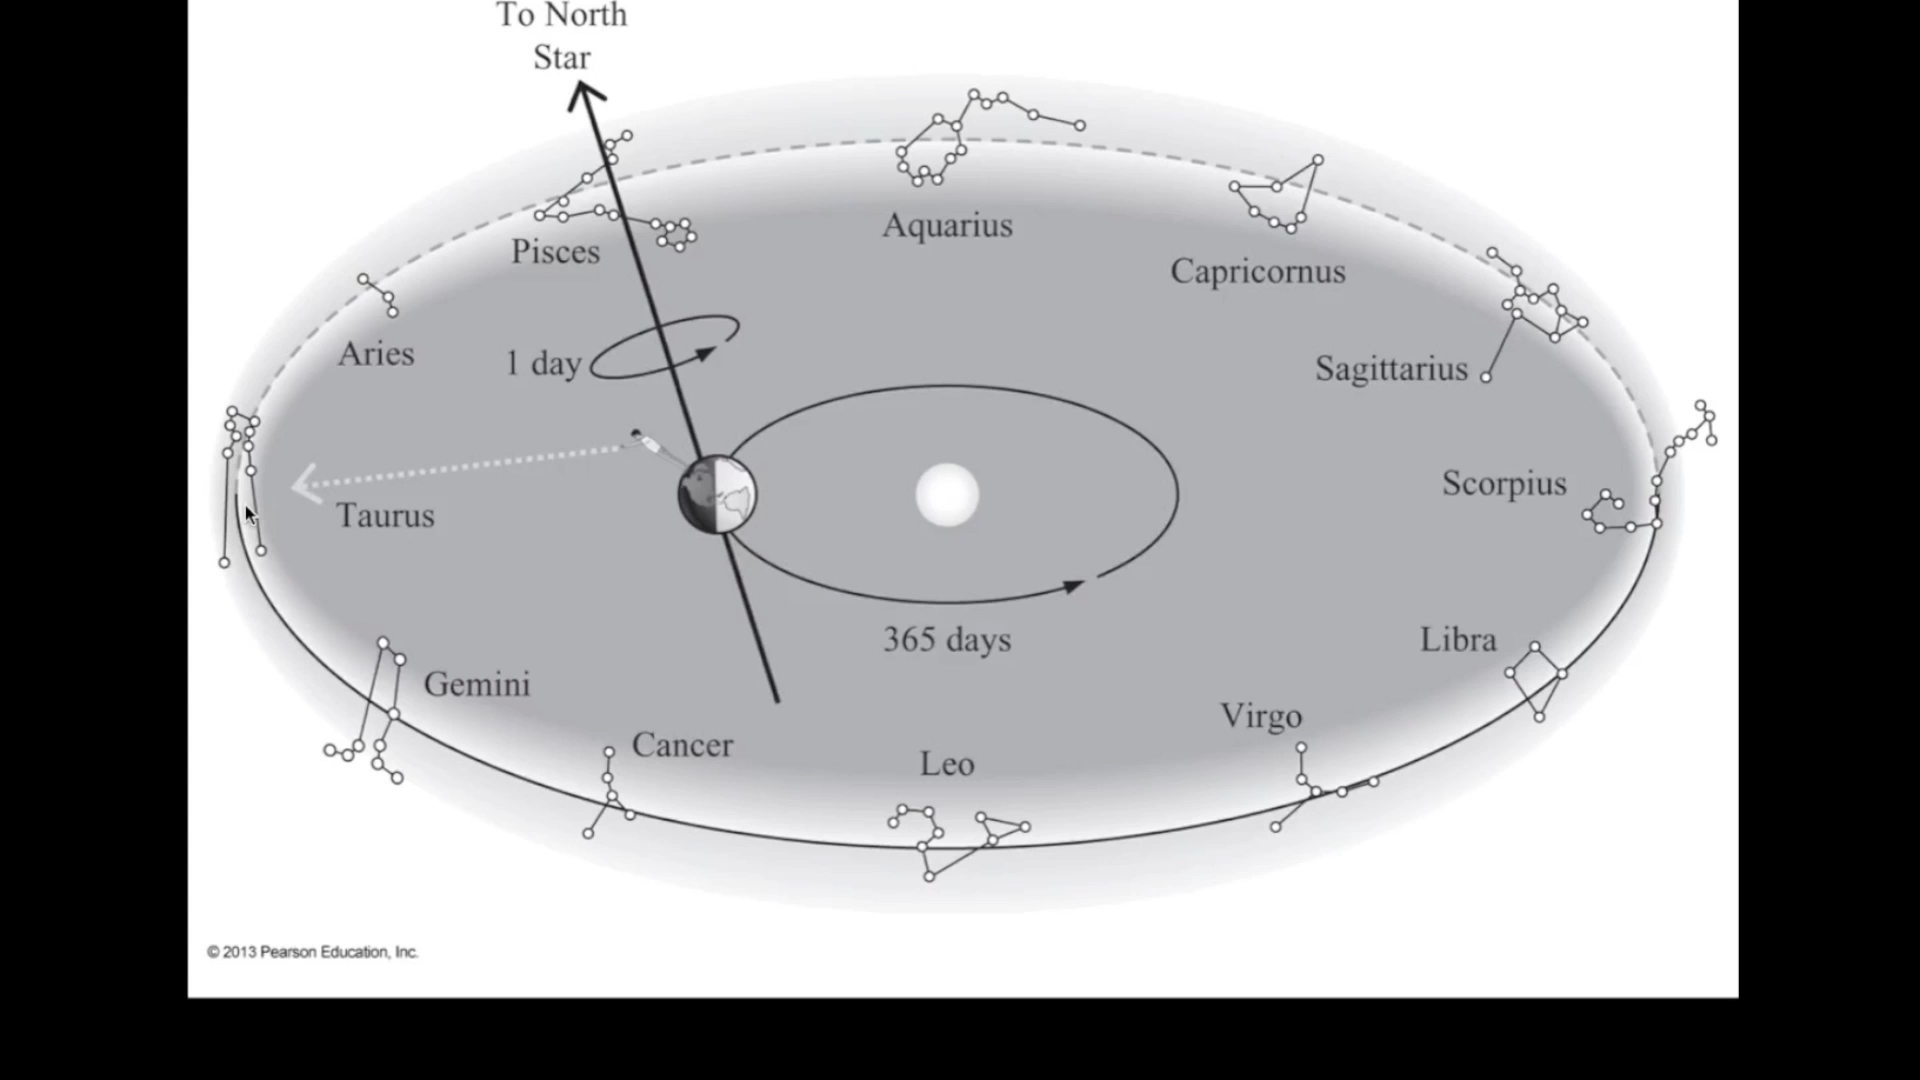 To North
Star
Aquarius
Pisces
Capricornus
Aries
1 day
Sagittarius
Scorpius
Taurus
365 days
Libra
Gemini
Virgo
Cancer
Leo
© 2013 Pearson Education, Inc.